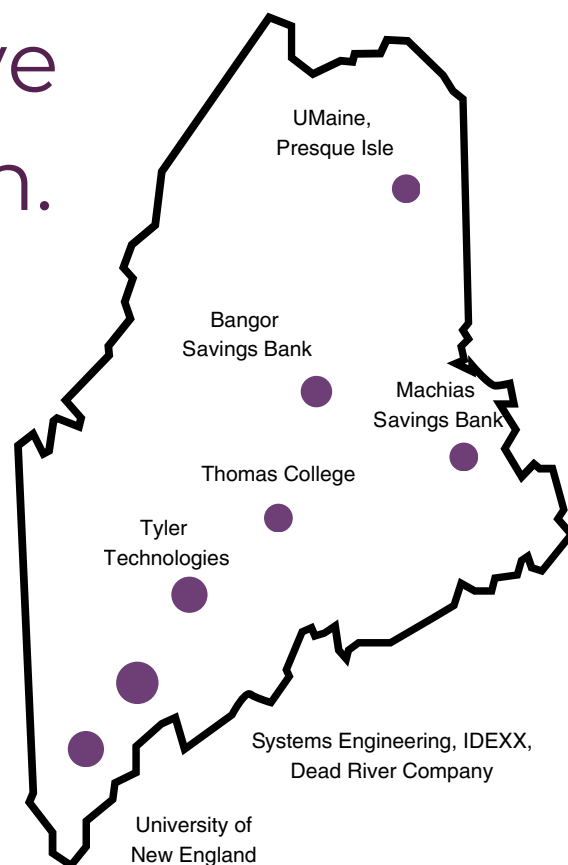 UMaine,
Presque Isle
Bangor
Savings Bank
Machias
Savings Bank
Thomas College
Tyler
Technologies
Systems Engineering, IDEXX,
Dead River Company
University of
New England